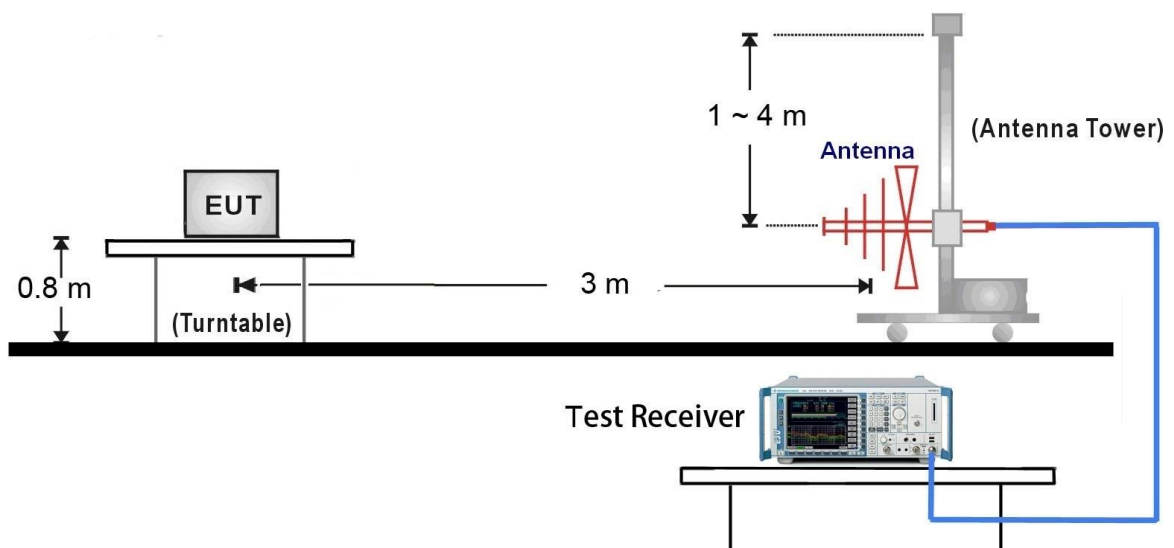 1 ~ 4 m
(Antenna Tower)
Antenna
EUT
0.8 m
3 m
(Turntable)
Test Receiver